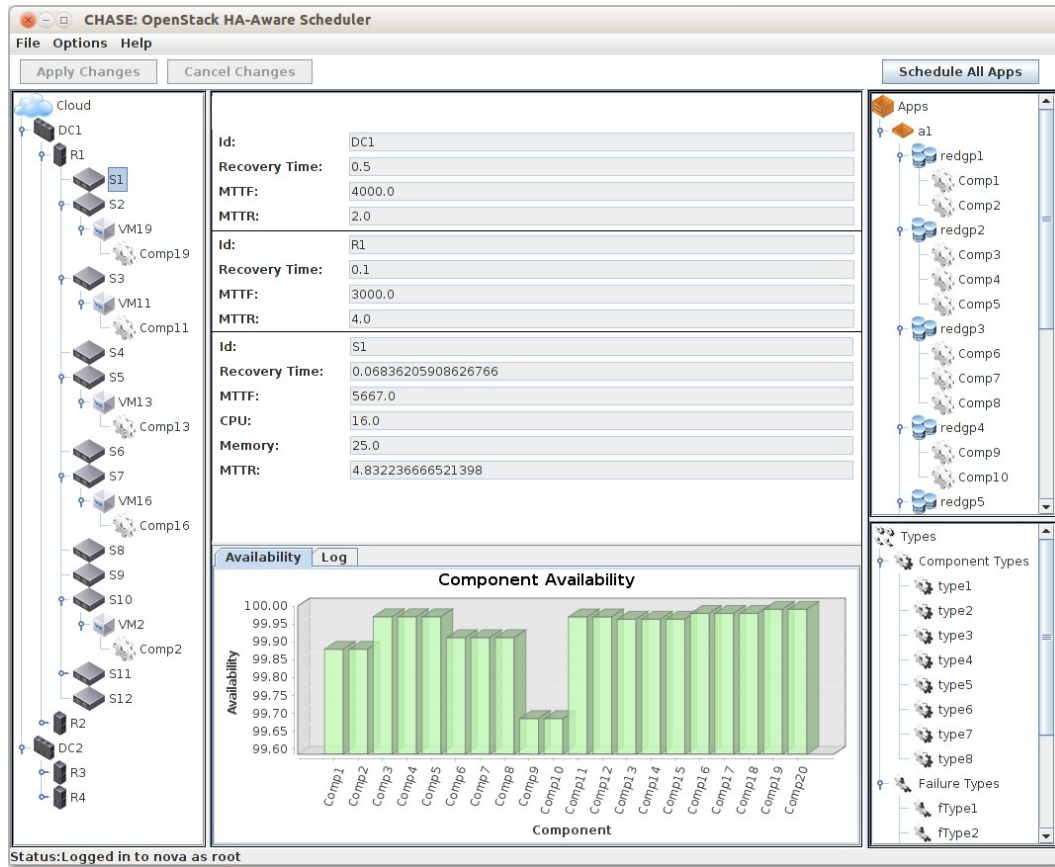 CHASE: OpenStack HA-Aware Scheduler
File Options Help
Apply Changes Cancel Changes Schedule All Apps
Cloud
DC1
R1
S1
S2
VM19
Comp19
S3
VM11
Comp11
S4
S5
VM13
Comp13
S6
S7
VM16
Comp16
S8
S9
S10
VM2
Comp2
S11
S12
R2
DC2
R3
R4
Id: DC1
Recovery Time: 0.5
MTTF: 4000.0
MTTR: 2.0
Id: R1
Recovery Time: 0.1
MTTF: 3000.0
MTTR: 4.0
Id: S1
Recovery Time: 0.06836205908626766
MTTF: 5667.0
CPU: 16.0
Memory: 25.0
MTTR: 4.832236666521398
Availability Log
Component Availability
Availability
100.00
99.95
99.90
99.85
99.80
99.75
99.70
99.65
99.60
Comp1 Comp2 Comp3 Comp4 Comp5 Comp6 Comp7 Comp8 Comp9 Comp10 Comp11 Comp12 Comp13 Comp14 Comp15 Comp16 Comp17 Comp18 Comp19 Comp20
Component
Apps
a1
redgp1
Comp1
Comp2
redgp2
Comp3
Comp4
Comp5
redgp3
Comp6
Comp7
Comp8
redgp4
Comp9
Comp10
redgp5
Types
Component Types
type1
type2
type3
type4
type5
type6
type7
type8
Failure Types
fType1
fType2
Status:Logged in to nova as root